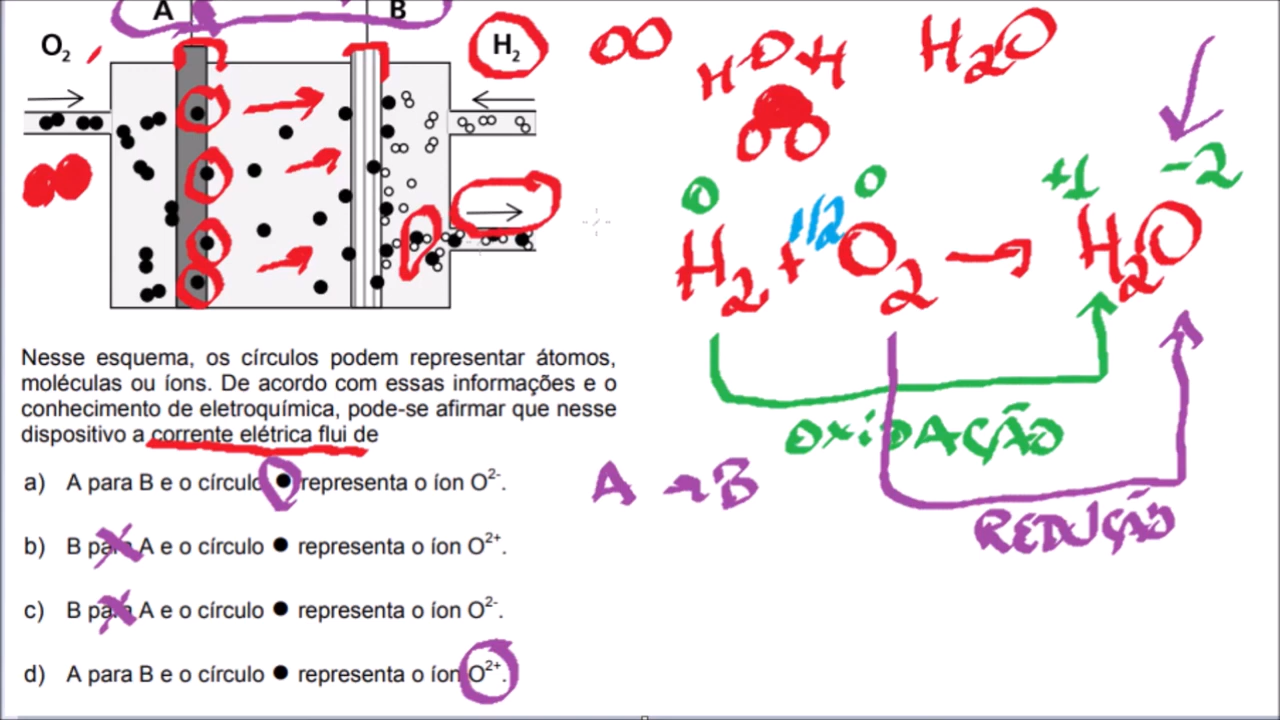 A B
O2 H2
H O H H2O
0 0 +1 -2
H2 + 1/2 O2 → H2O
OXIDAÇÃO
REDUÇÃO
A → B
Nesse esquema, os círculos podem representar átomos,
moléculas ou íons. De acordo com essas informações e o
conhecimento de eletroquímica, pode-se afirmar que nesse
dispositivo a corrente elétrica flui de
a) A para B e o círculo ● representa o íon O2-.
b) B para A e o círculo ● representa o íon O2+.
c) B para A e o círculo ● representa o íon O2-.
d) A para B e o círculo ● representa o íon O2+.